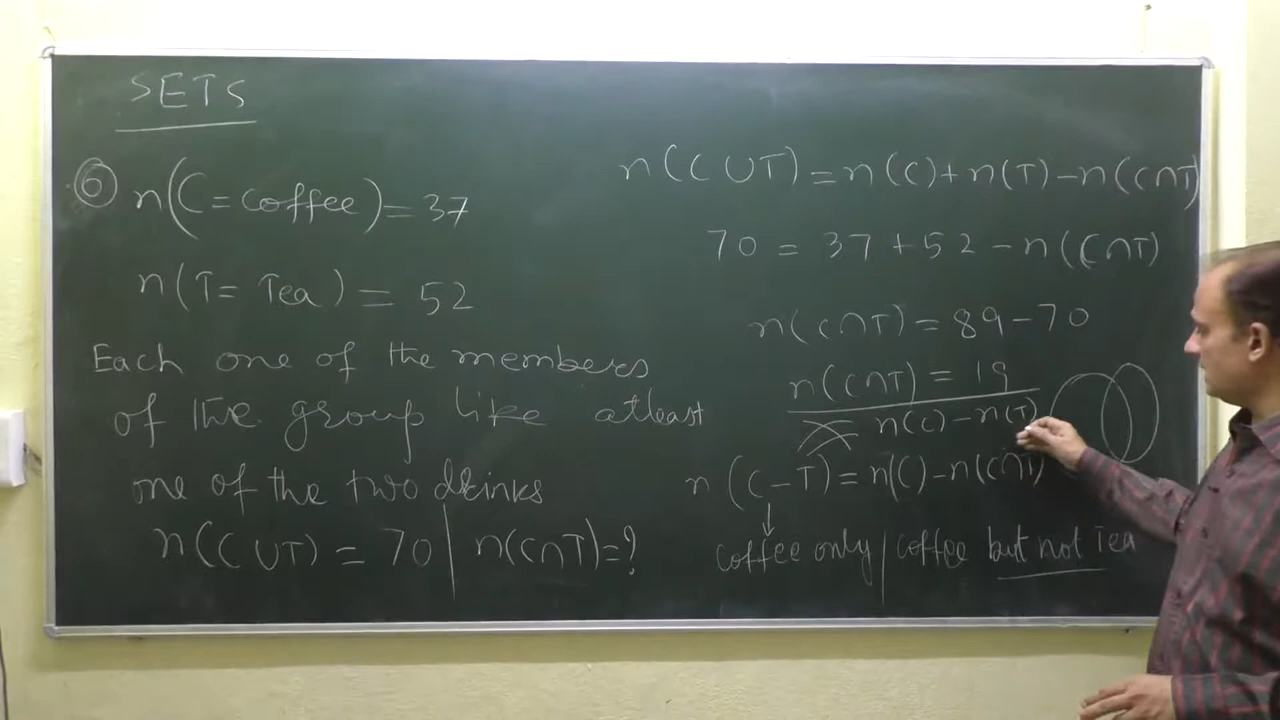 SETS
⑥ n(C = coffee) = 37
n(T = Tea) = 52
Each one of the members
of the group like atleast
one of the two drinks
n(C∪T) = 70 | n(C∩T) = ?
n(C∪T) = n(C) + n(T) - n(C∩T)
70 = 37 + 52 - n(C∩T)
n(C∩T) = 89 - 70
n(C∩T) = 19
n(C) - n(T)
n(C-T) = n(C) - n(C∩T)
coffee only | coffee but not Tea